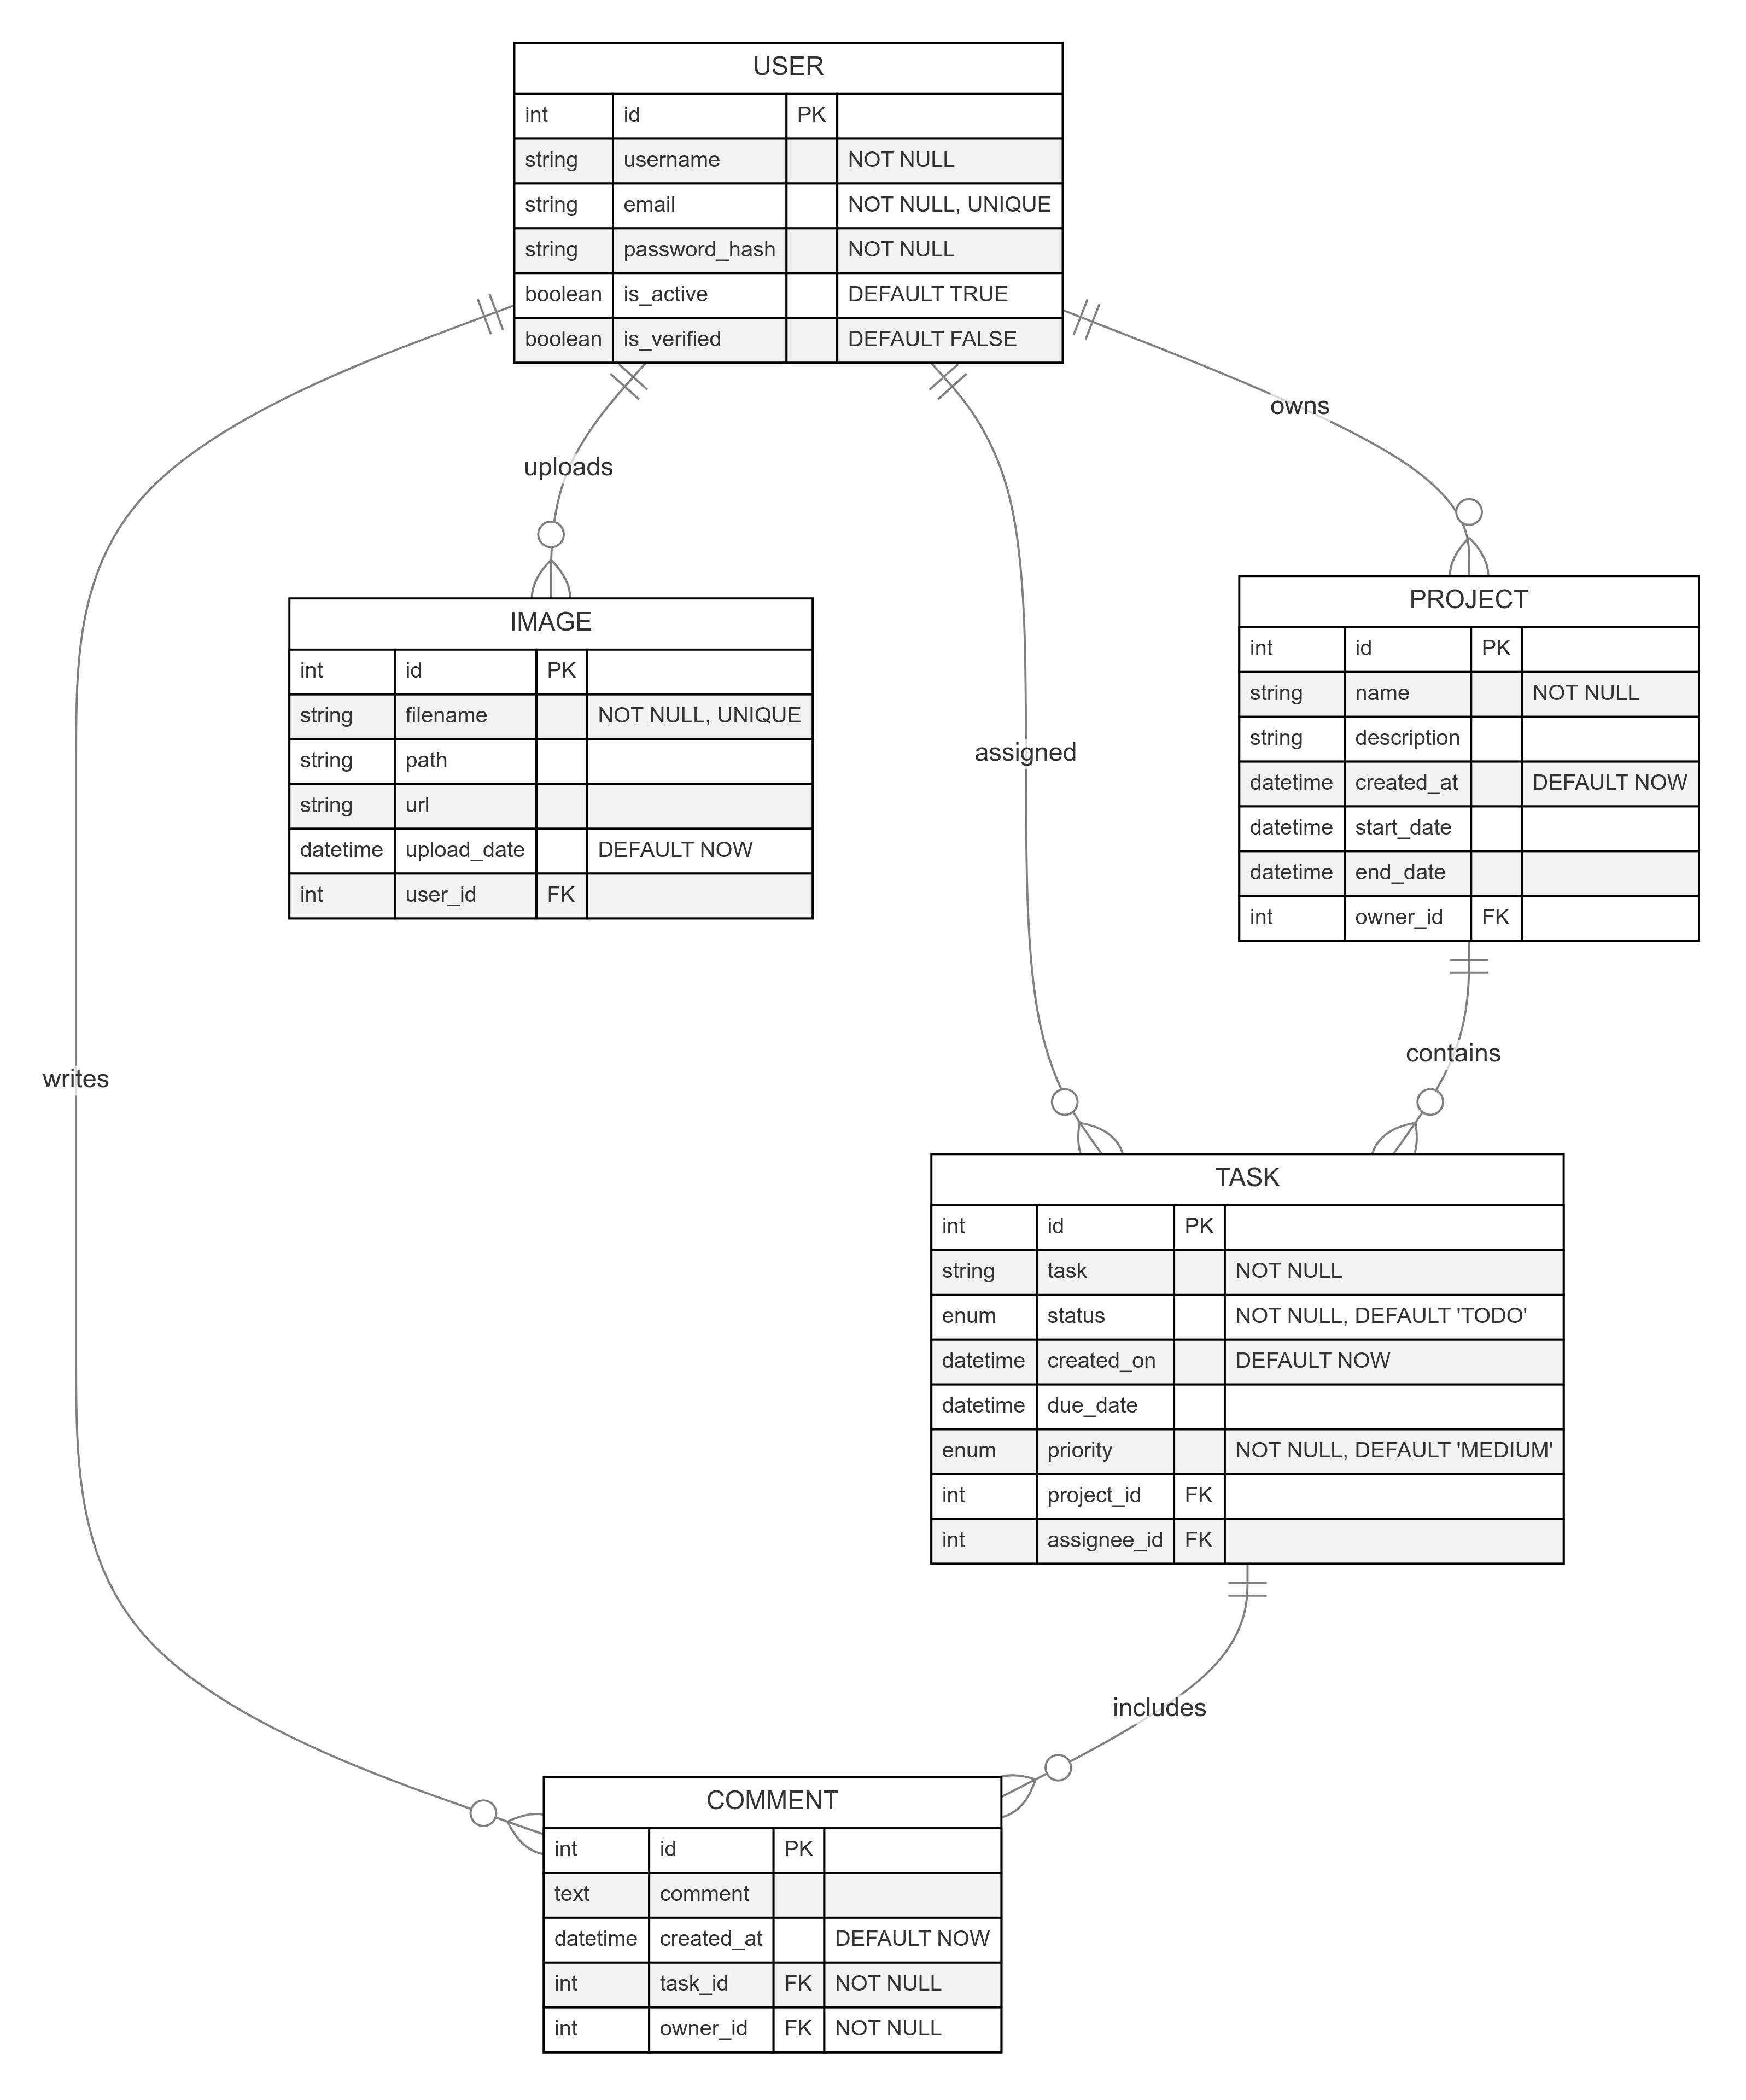 USER
int id PK
string username NOT NULL
string email NOT NULL, UNIQUE
string password_hash NOT NULL
boolean is_active DEFAULT TRUE
boolean is_verified DEFAULT FALSE
owns
uploads
IMAGE
int id PK
string filename NOT NULL, UNIQUE
string path
string url
datetime upload_date DEFAULT NOW
int user_id FK
assigned
PROJECT
int id PK
string name NOT NULL
string description
datetime created_at DEFAULT NOW
datetime start_date
datetime end_date
int owner_id FK
contains
writes
TASK
int id PK
string task NOT NULL
enum status NOT NULL, DEFAULT 'TODO'
datetime created_on DEFAULT NOW
datetime due_date
enum priority NOT NULL, DEFAULT 'MEDIUM'
int project_id FK
int assignee_id FK
includes
COMMENT
int id PK
text comment
datetime created_at DEFAULT NOW
int task_id FK NOT NULL
int owner_id FK NOT NULL